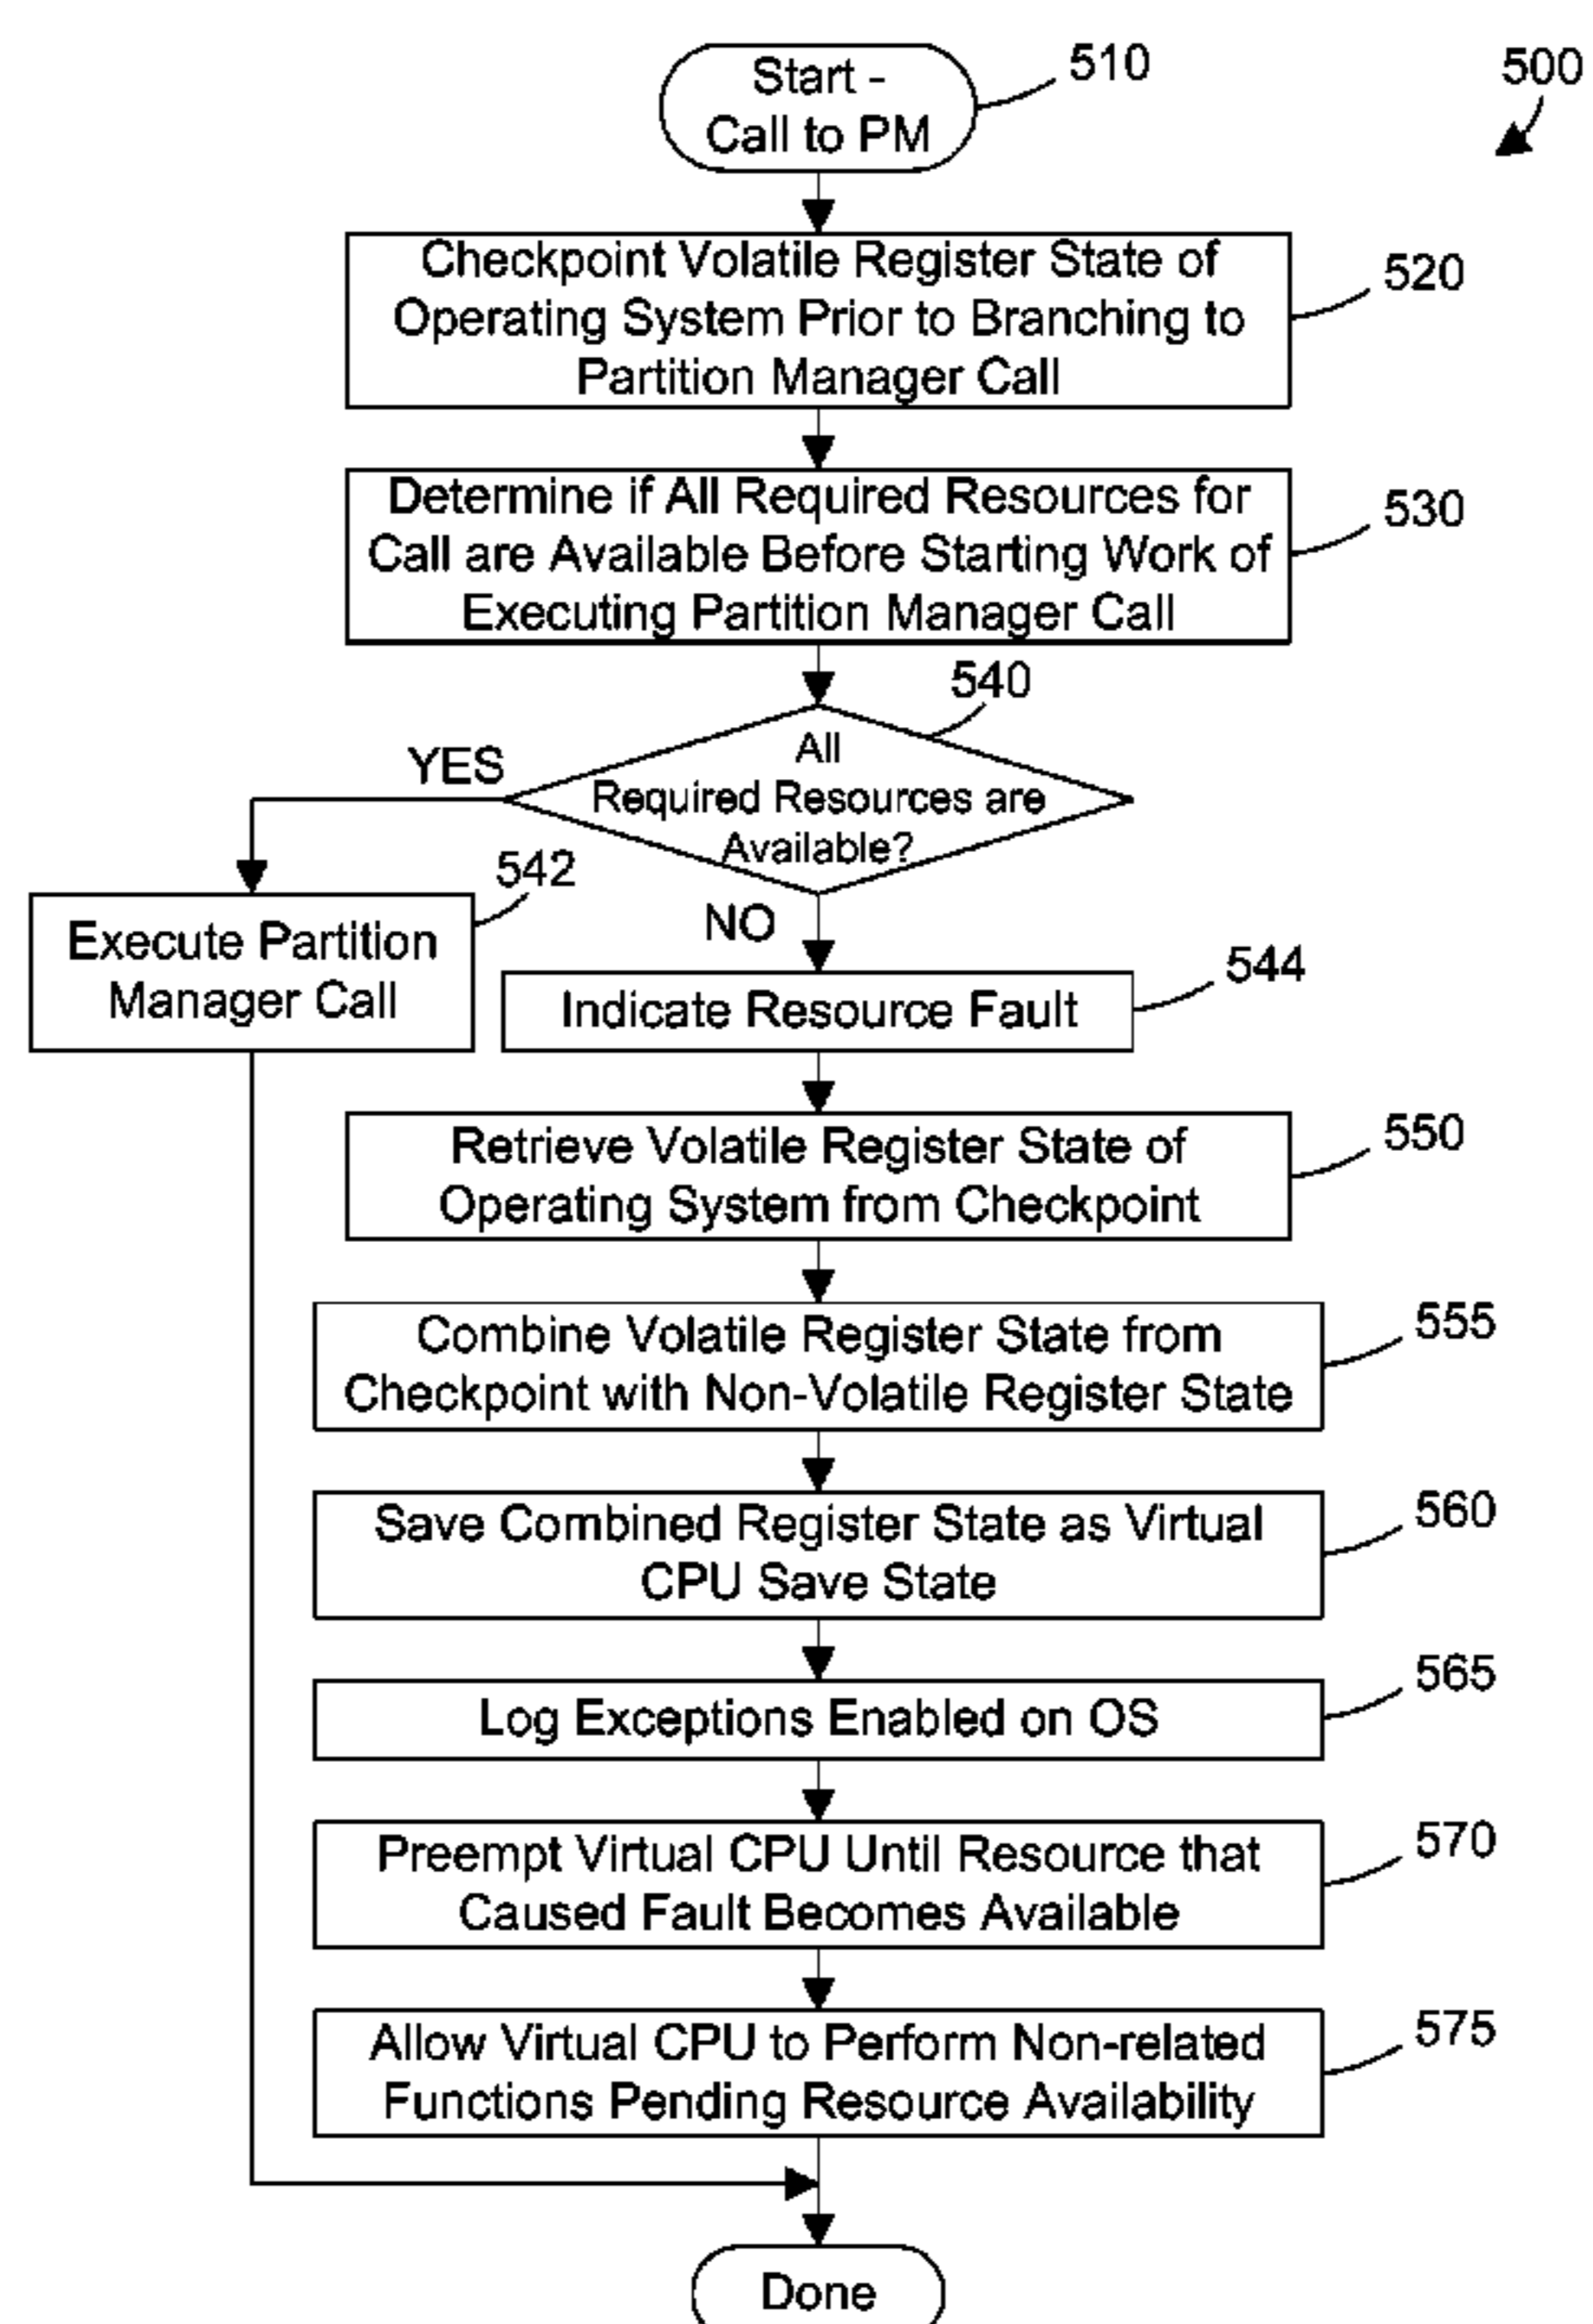 Start -
510
500
Call to PM
Checkpoint Volatile Register State of
520
Operating System Prior to Branching to
Partition Manager Call
Determine if All Required Resources for
530
Call are Available Before Starting Work of
Executing Partition Manager Call
540
All
YES
Required Resources are
Available?
542
NO
Execute Partition
Manager Call
544
Indicate Resource Fault
Retrieve Volatile Register State of
550
Operating System from Checkpoint
Combine Volatile Register State from
555
Checkpoint with Non-Volatile Register State
Save Combined Register State as Virtual
560
CPU Save State
565
Log Exceptions Enabled on OS
Preempt Virtual CPU Until Resource that
570
Caused Fault Becomes Available
Allow Virtual CPU to Perform Non-related
575
Functions Pending Resource Availability
Done